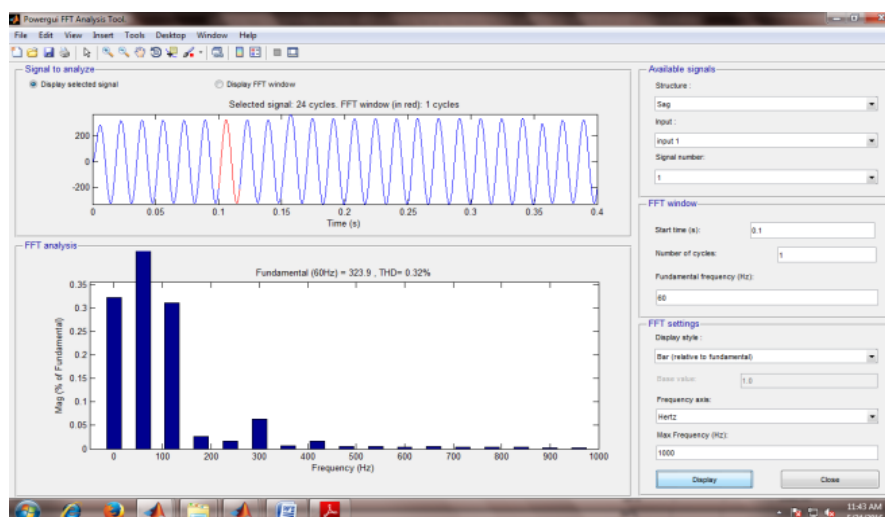 Powergui FFT Analysis Tool.
File Edit View Insert Tools Desktop Window Help
Signal to analyze
Display selected signal Display FFT window
Selected signal: 24 cycles. FFT window (in red): 1 cycles
200
0
-200
0 0.05 0.1 0.15 0.2 0.25 0.3 0.35 0.4
Time (s)
FFT analysis
Fundamental (60Hz) = 323.9 , THD= 0.32%
0.35
0.3
0.25
0.2
0.15
0.1
0.05
0
Mag (% of Fundamental)
0 100 200 300 400 500 600 700 800 900 1000
Frequency (Hz)
Available signals
Structure :
Sag
Input :
input 1
Signal number:
1
FFT window
Start time (s): 0.1
Number of cycles: 1
Fundamental frequency (Hz):
60
FFT settings
Display style :
Bar (relative to fundamental)
Base value: 1.0
Frequency axis:
Hertz
Max Frequency (Hz):
1000
Display Close
11:43 AM